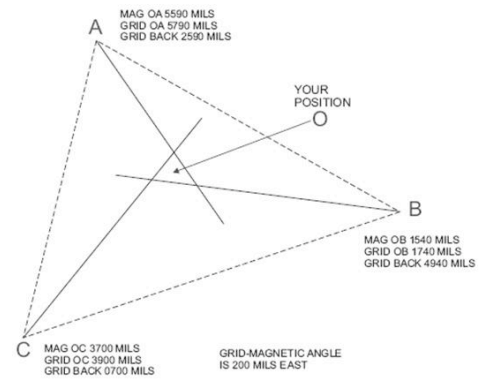 MAG OA 5590 MILS
GRID OA 5790 MILS
GRID BACK 2590 MILS
A
YOUR
POSITION
O
B
MAG OB 1540 MILS
GRID OB 1740 MILS
GRID BACK 4940 MILS
C
MAG OC 3700 MILS
GRID OC 3900 MILS
GRID BACK 0700 MILS
GRID-MAGNETIC ANGLE
IS 200 MILS EAST